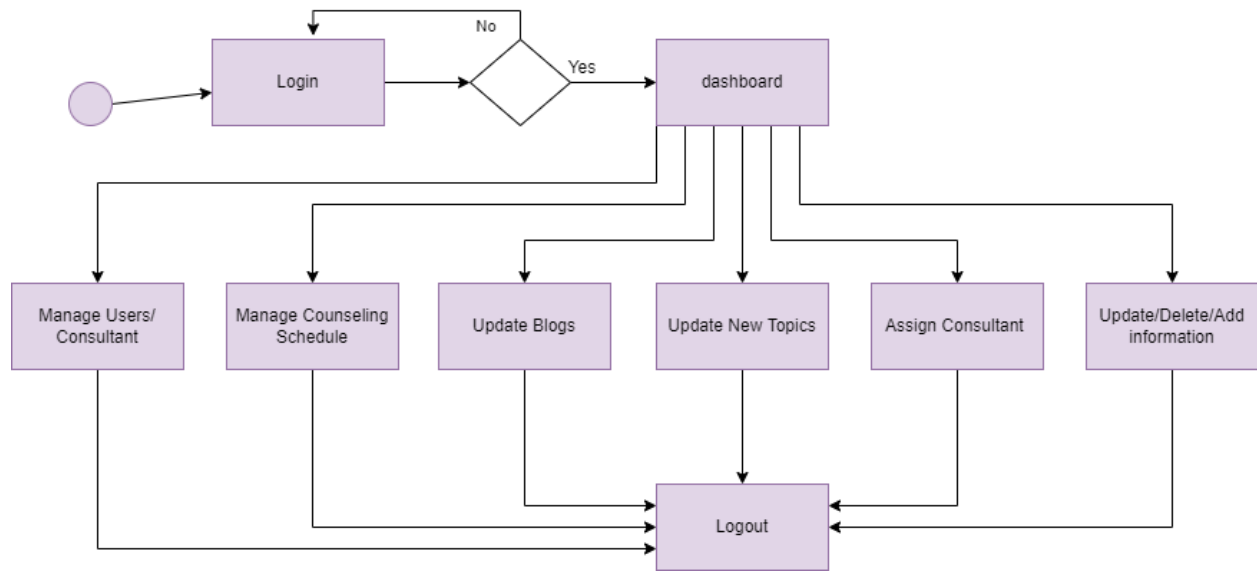 No
Login
Yes
dashboard
Manage Users/
Consultant
Manage Counseling
Schedule
Update Blogs
Update New Topics
Assign Consultant
Update/Delete/Add
information
Logout